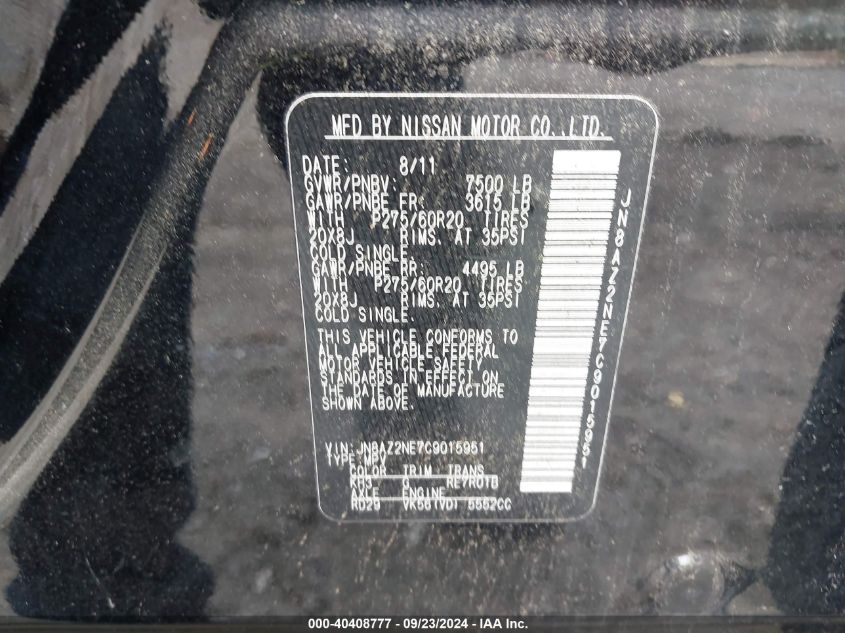 MFD BY NISSAN MOTOR CO.,LTD.
DATE: 8/11
GVWR/PNBV: 7500 LB
GAWR/PNBE FR: 3615 LB
WITH P275/60R20 TIRES
20X8J RIMS. AT 35PSI
COLD SINGLE.
GAWR/PNBE RR: 4495 LB
WITH P275/60R20 TIRES
20X8J RIMS. AT 35PSI
COLD SINGLE.
THIS VEHICLE CONFORMS TO
ALL APPLICABLE FEDERAL
MOTOR VEHICLE SAFETY
STANDARDS IN EFFECT ON
THE DATE OF MANUFACTURE
SHOWN ABOVE.
VIN: JN8AZ2NE7C9015951
TYPE:MPV
COLOR TRIM TRANS
KH3 G RE7R01B
AXLE ENGINE
RD29 VK56(VD) 5552CC
JN8AZ2NE7C9015951
000-40408777 - 09/23/2024 - IAA Inc.